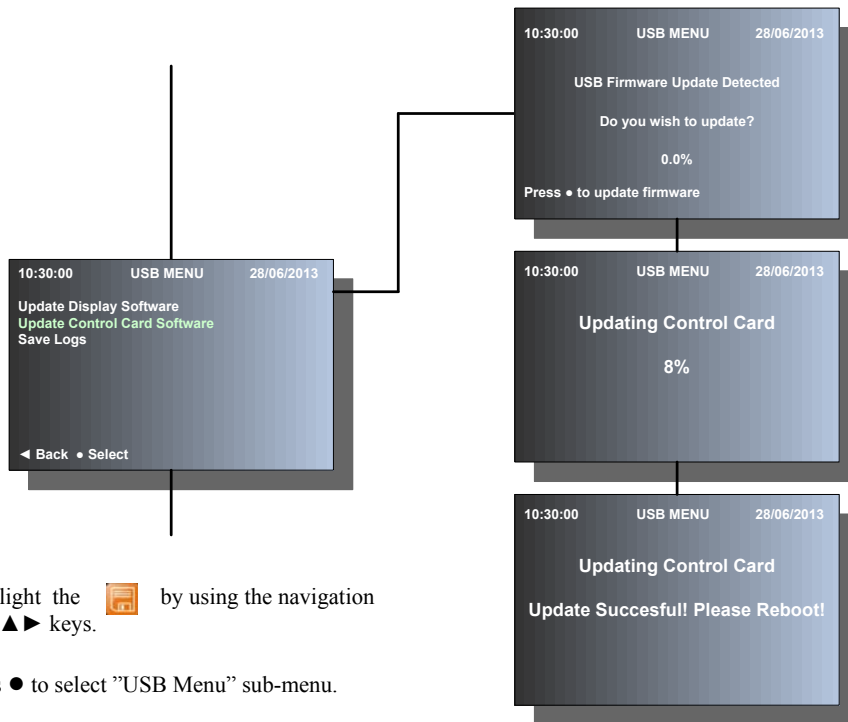 10:30:00 USB MENU 28/06/2013
USB Firmware Update Detected
Do you wish to update?
0.0%
Press ● to update firmware
10:30:00 USB MENU 28/06/2013
Update Display Software
Update Control Card Software
Save Logs
◄ Back ● Select
10:30:00 USB MENU 28/06/2013
Updating Control Card
8%
10:30:00 USB MENU 28/06/2013
Updating Control Card
Update Succesful! Please Reboot!
light the by using the navigation
▲► keys.
● to select ”USB Menu” sub-menu.